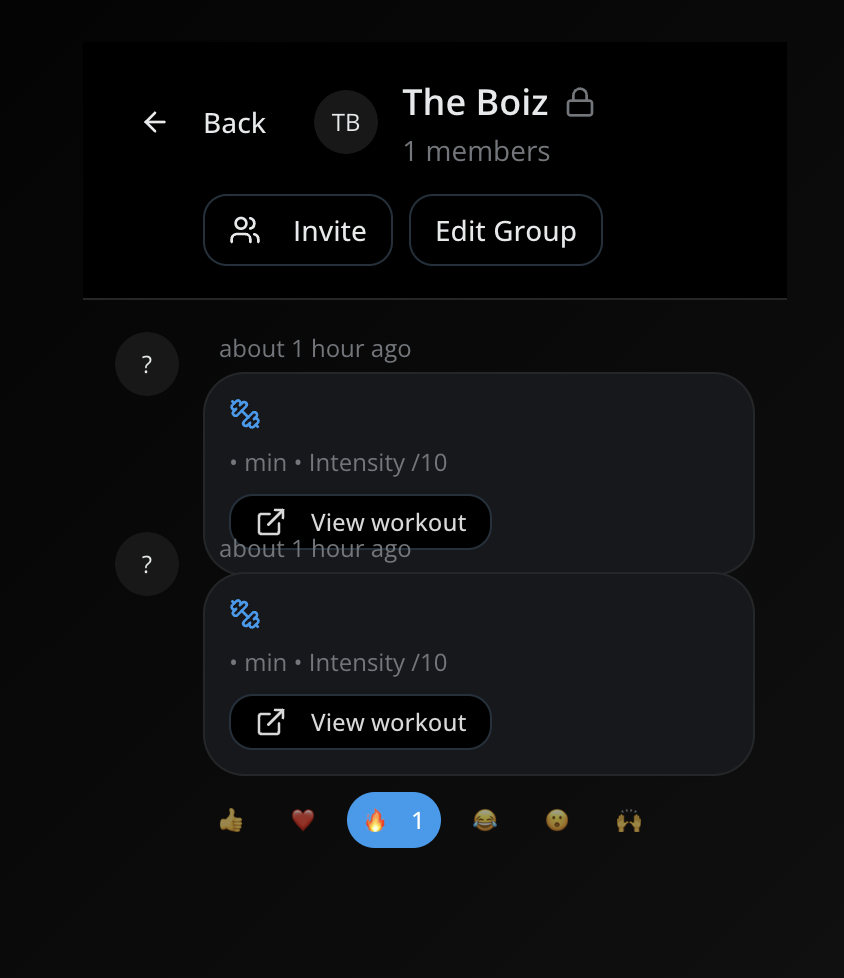 Back
TB
The Boiz
1 members
Invite
Edit Group
?
about 1 hour ago
• min • Intensity /10
View workout
?
about 1 hour ago
• min • Intensity /10
View workout
👍 ❤️ 🔥 1 😂 😮 🙌